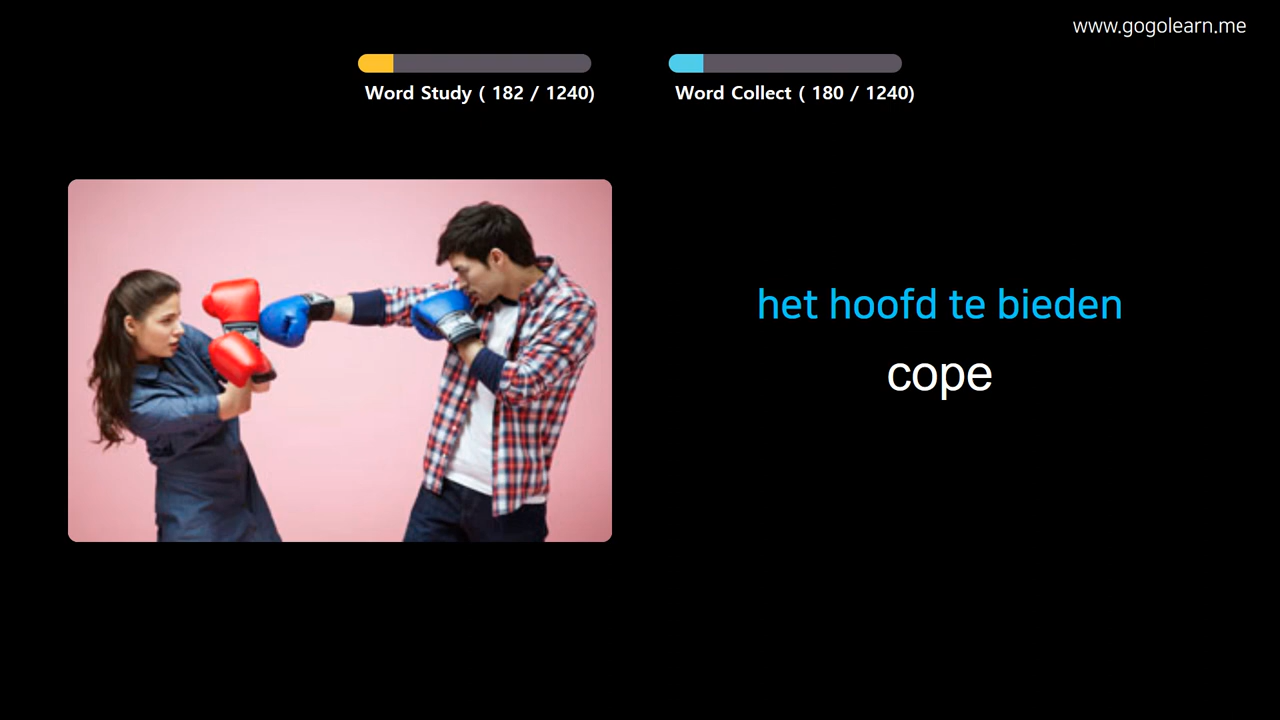 www.gogolearn.me
Word Study ( 182 / 1240)
Word Collect ( 180 / 1240)
het hoofd te bieden
cope